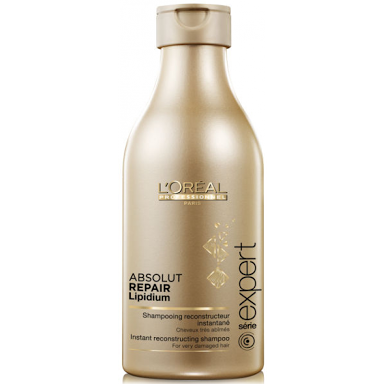 L'ORÉAL
PROFESSIONNEL
PARIS
ABSOLUT
REPAIR
Lipidium
Shampooing reconstructeur
instantané
Cheveux très abîmés
Instant reconstructing shampoo
For very damaged hair
série expert